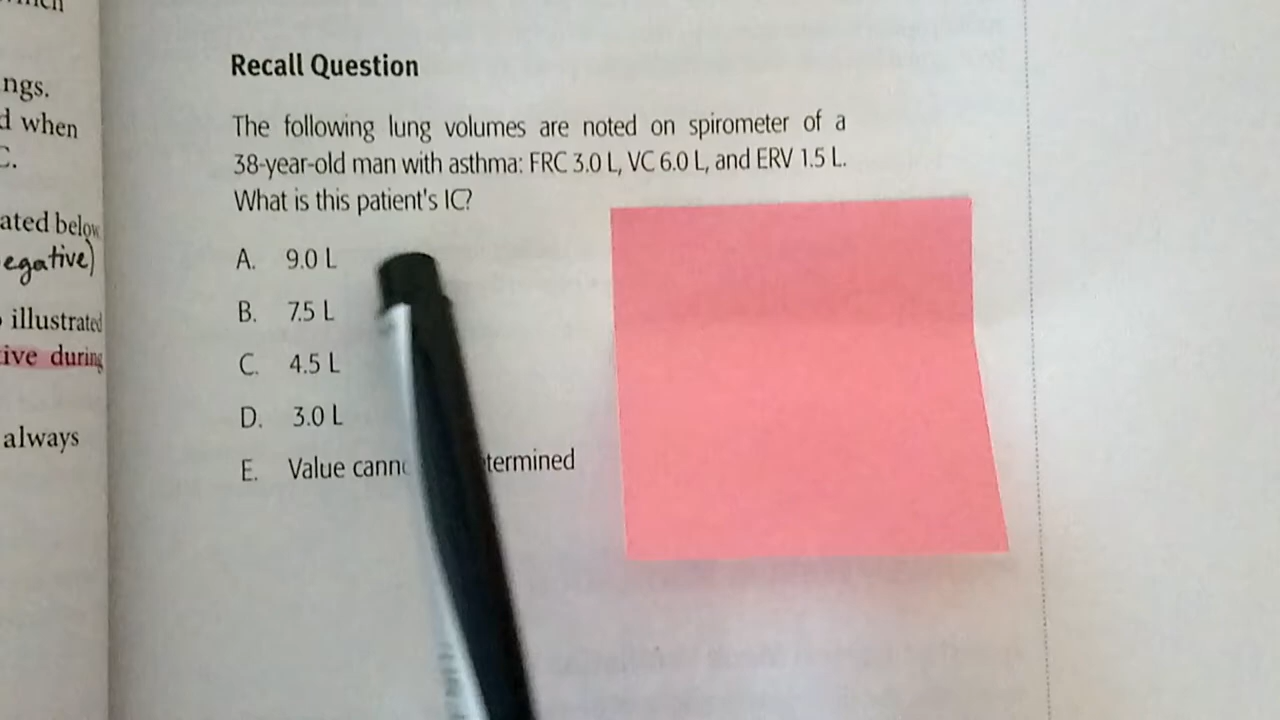 ngs.
d when
C.
ated below
egative)
illustrated
ive during
always
Recall Question
The following lung volumes are noted on spirometer of a
38-year-old man with asthma: FRC 3.0 L, VC 6.0 L, and ERV 1.5 L.
What is this patient's IC?
A. 9.0 L
B. 7.5 L
C. 4.5 L
D. 3.0 L
E. Value cann termined